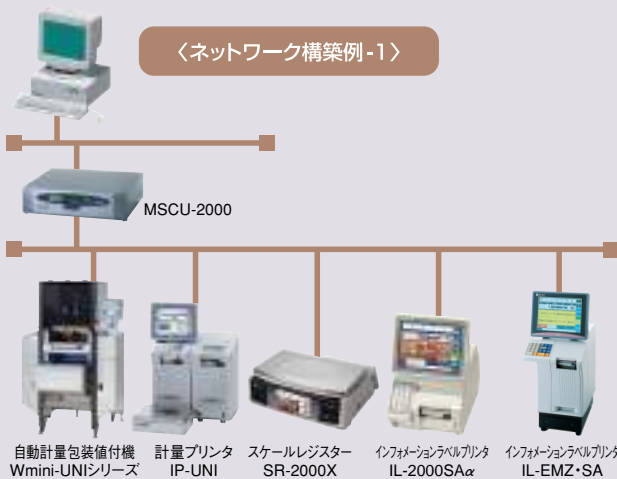 〈ネットワーク構築例-1〉
MSCU-2000
自動計量包装値付機
Wmini-UNIシリーズ
計量プリンタ
IP-UNI
スケールレジスター
SR-2000X
インフォメーションラベルプリンタ
IL-2000SAα
インフォメーションラベルプリンタ
IL-EMZ・SA